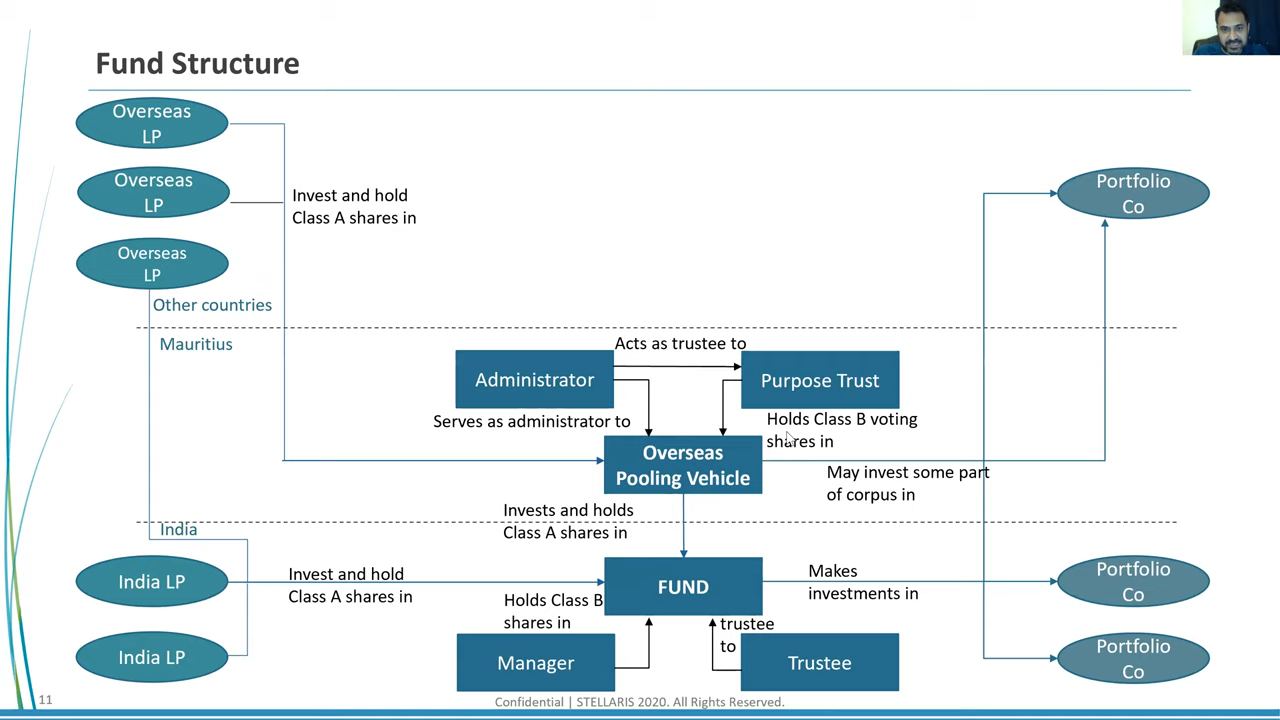 Fund Structure
Overseas
LP
Overseas
LP
Overseas
LP
Invest and hold
Class A shares in
Portfolio
Co
Other countries
Mauritius
Acts as trustee to
Administrator
Purpose Trust
Serves as administrator to
Holds Class B voting
shares in
Overseas
Pooling Vehicle
May invest some part
of corpus in
Invests and holds
Class A shares in
India
India LP
Invest and hold
Class A shares in
FUND
Makes
investments in
Portfolio
Co
Holds Class B
shares in
trustee
to
India LP
Manager
Trustee
Portfolio
Co
11
Confidential | STELLARIS 2020. All Rights Reserved.